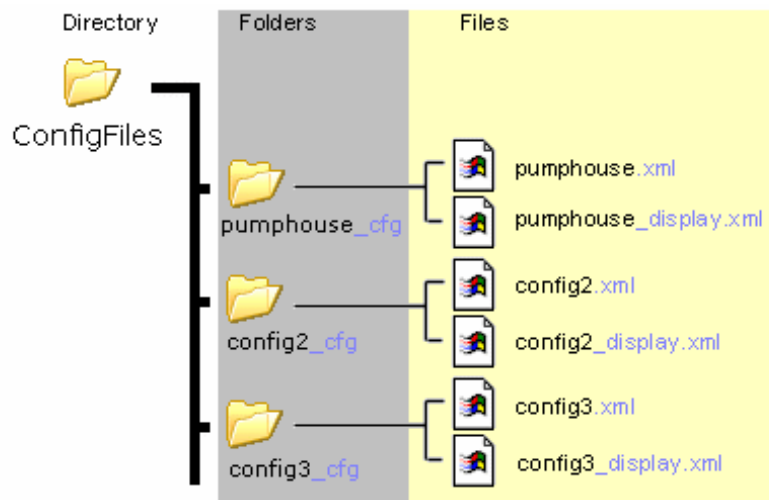 Directory Folders Files
ConfigFiles
pumphouse_cfg
pumphouse.xml
pumphouse_display.xml
config2_cfg
config2.xml
config2_display.xml
config3_cfg
config3.xml
config3_display.xml